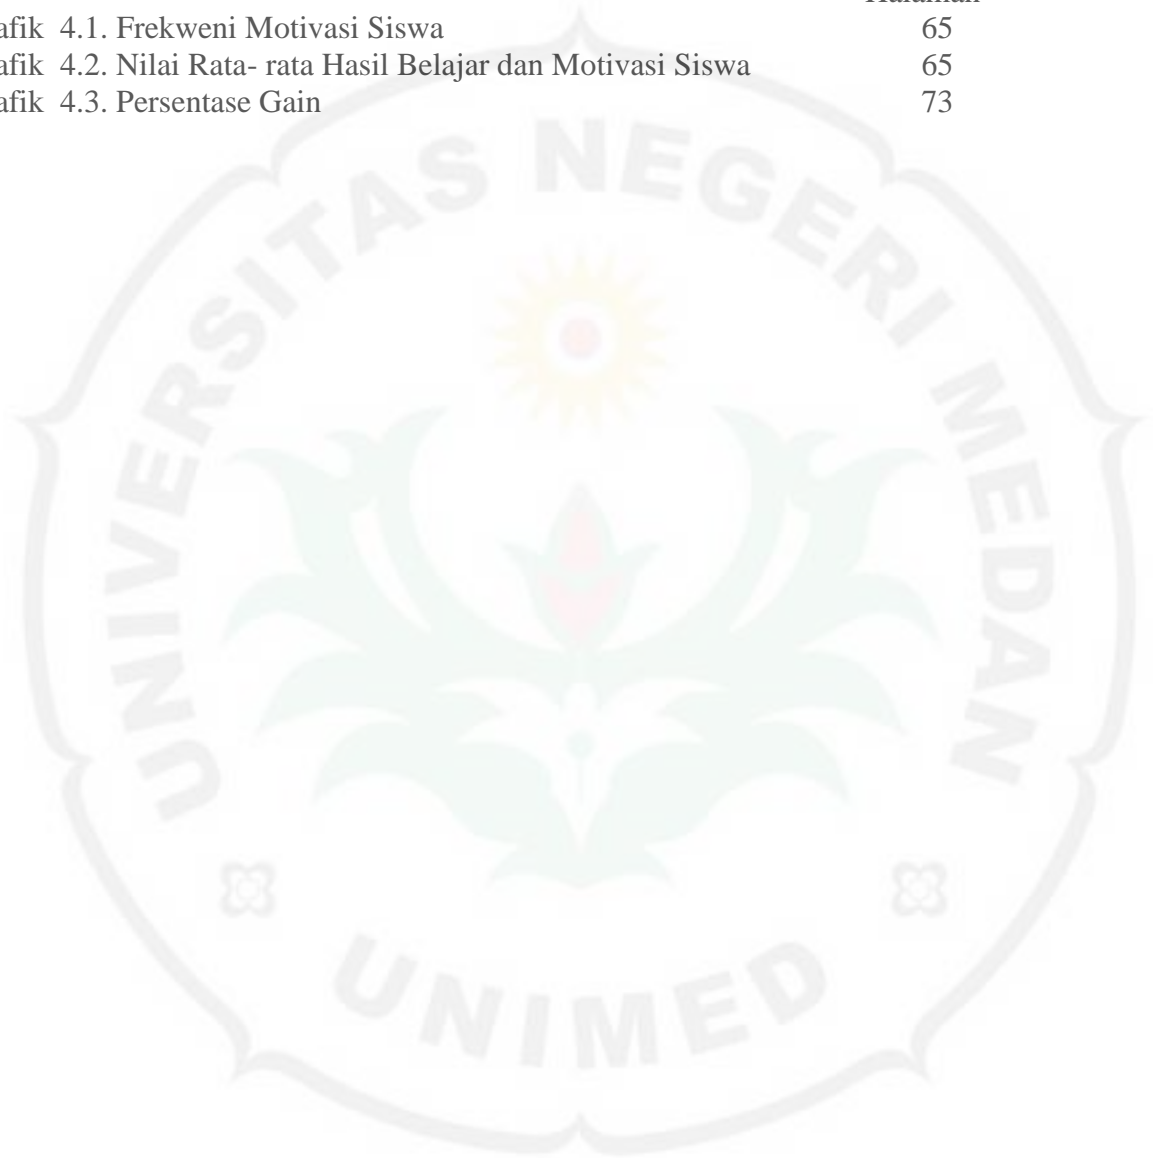 Halaman
afik 4.1. Frekweni Motivasi Siswa 65
afik 4.2. Nilai Rata- rata Hasil Belajar dan Motivasi Siswa 65
afik 4.3. Persentase Gain 73
UNIVERSITAS NEGERI MEDAN
UNIMED